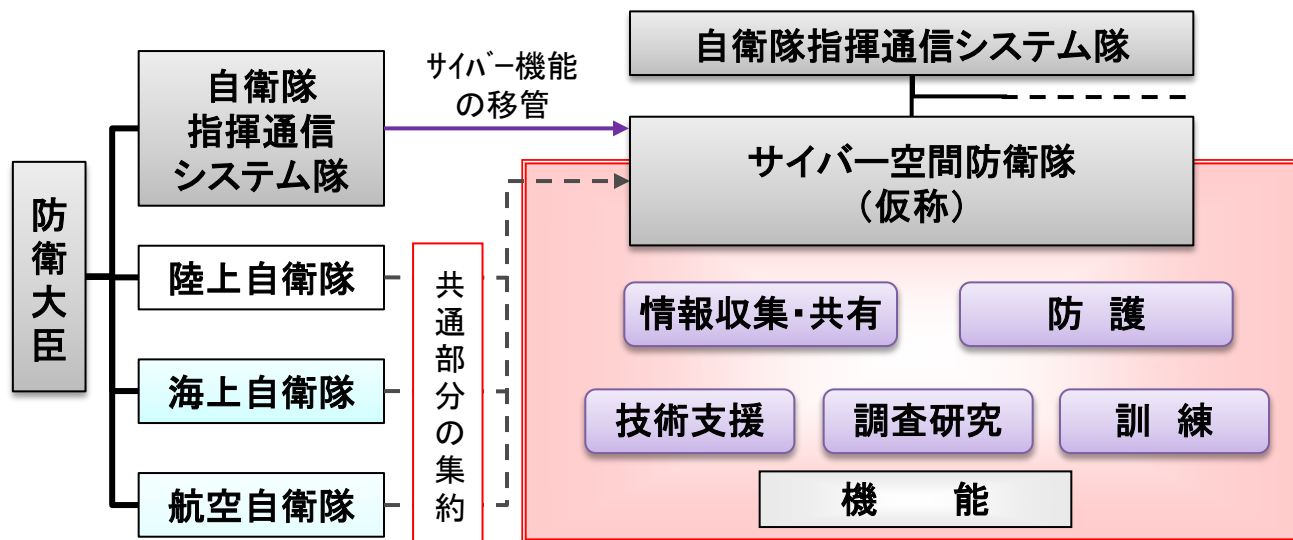 防衛大臣
自衛隊
指揮通信
システム隊
陸上自衛隊
海上自衛隊
航空自衛隊
サイバー機能
の移管
共通部分の集約
自衛隊指揮通信システム隊
サイバー空間防衛隊
（仮称）
情報収集・共有
防 護
技術支援
調査研究
訓 練
機 能